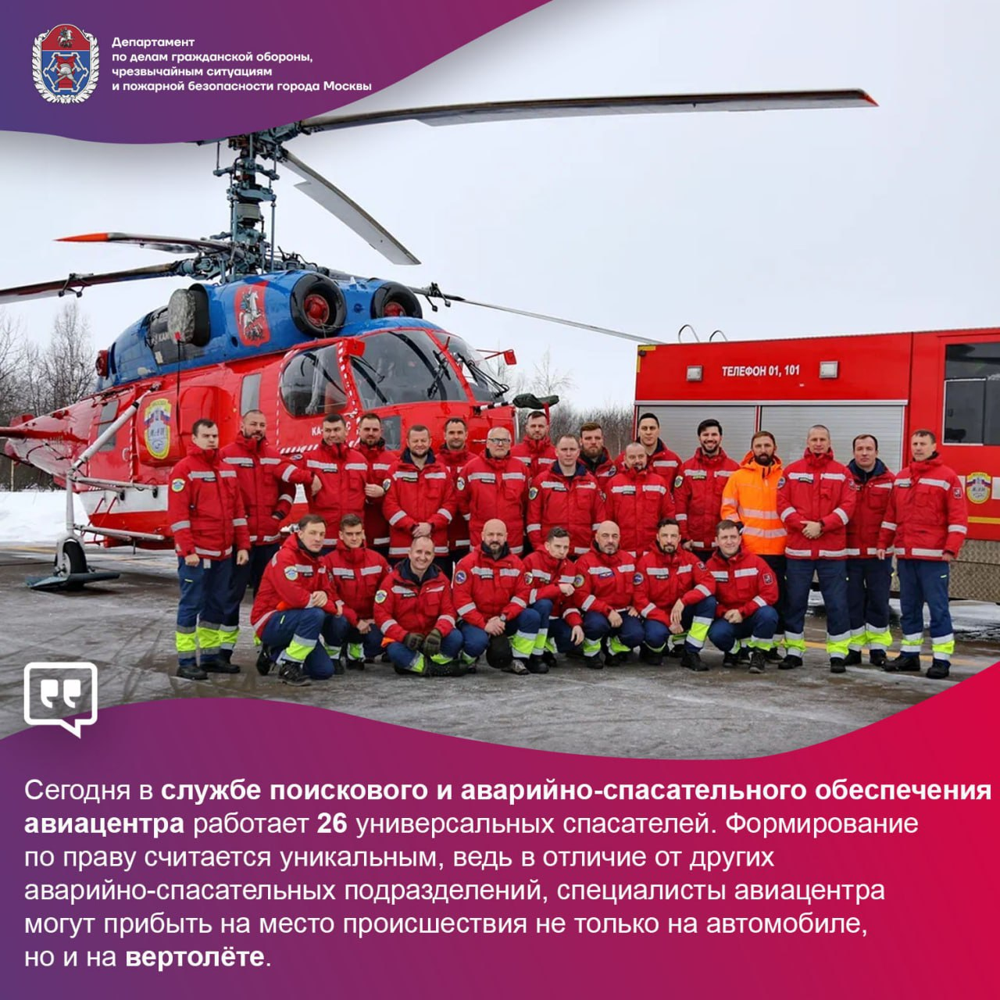 Департамент
по делам гражданской обороны,
чрезвычайным ситуациям
и пожарной безопасности города Москвы
ТЕЛЕФОН 01, 101
Сегодня в службе поискового и аварийно-спасательного обеспечения
авиацентра работает 26 универсальных спасателей. Формирование
по праву считается уникальным, ведь в отличие от других
аварийно-спасательных подразделений, специалисты авиацентра
могут прибыть на место происшествия не только на автомобиле,
но и на вертолёте.